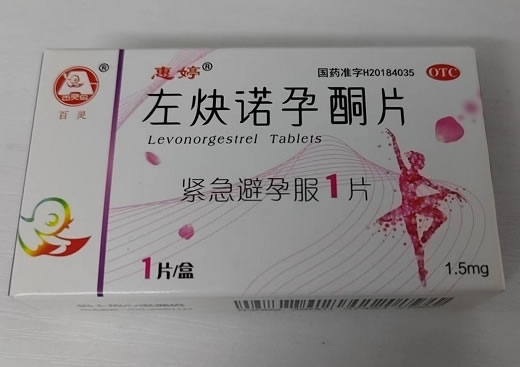 惠婷®
国药准字H20184035
OTC
®
百灵
左炔诺孕酮片
Levonorgestrel Tablets
紧急避孕服1片
1片/盒
1.5mg